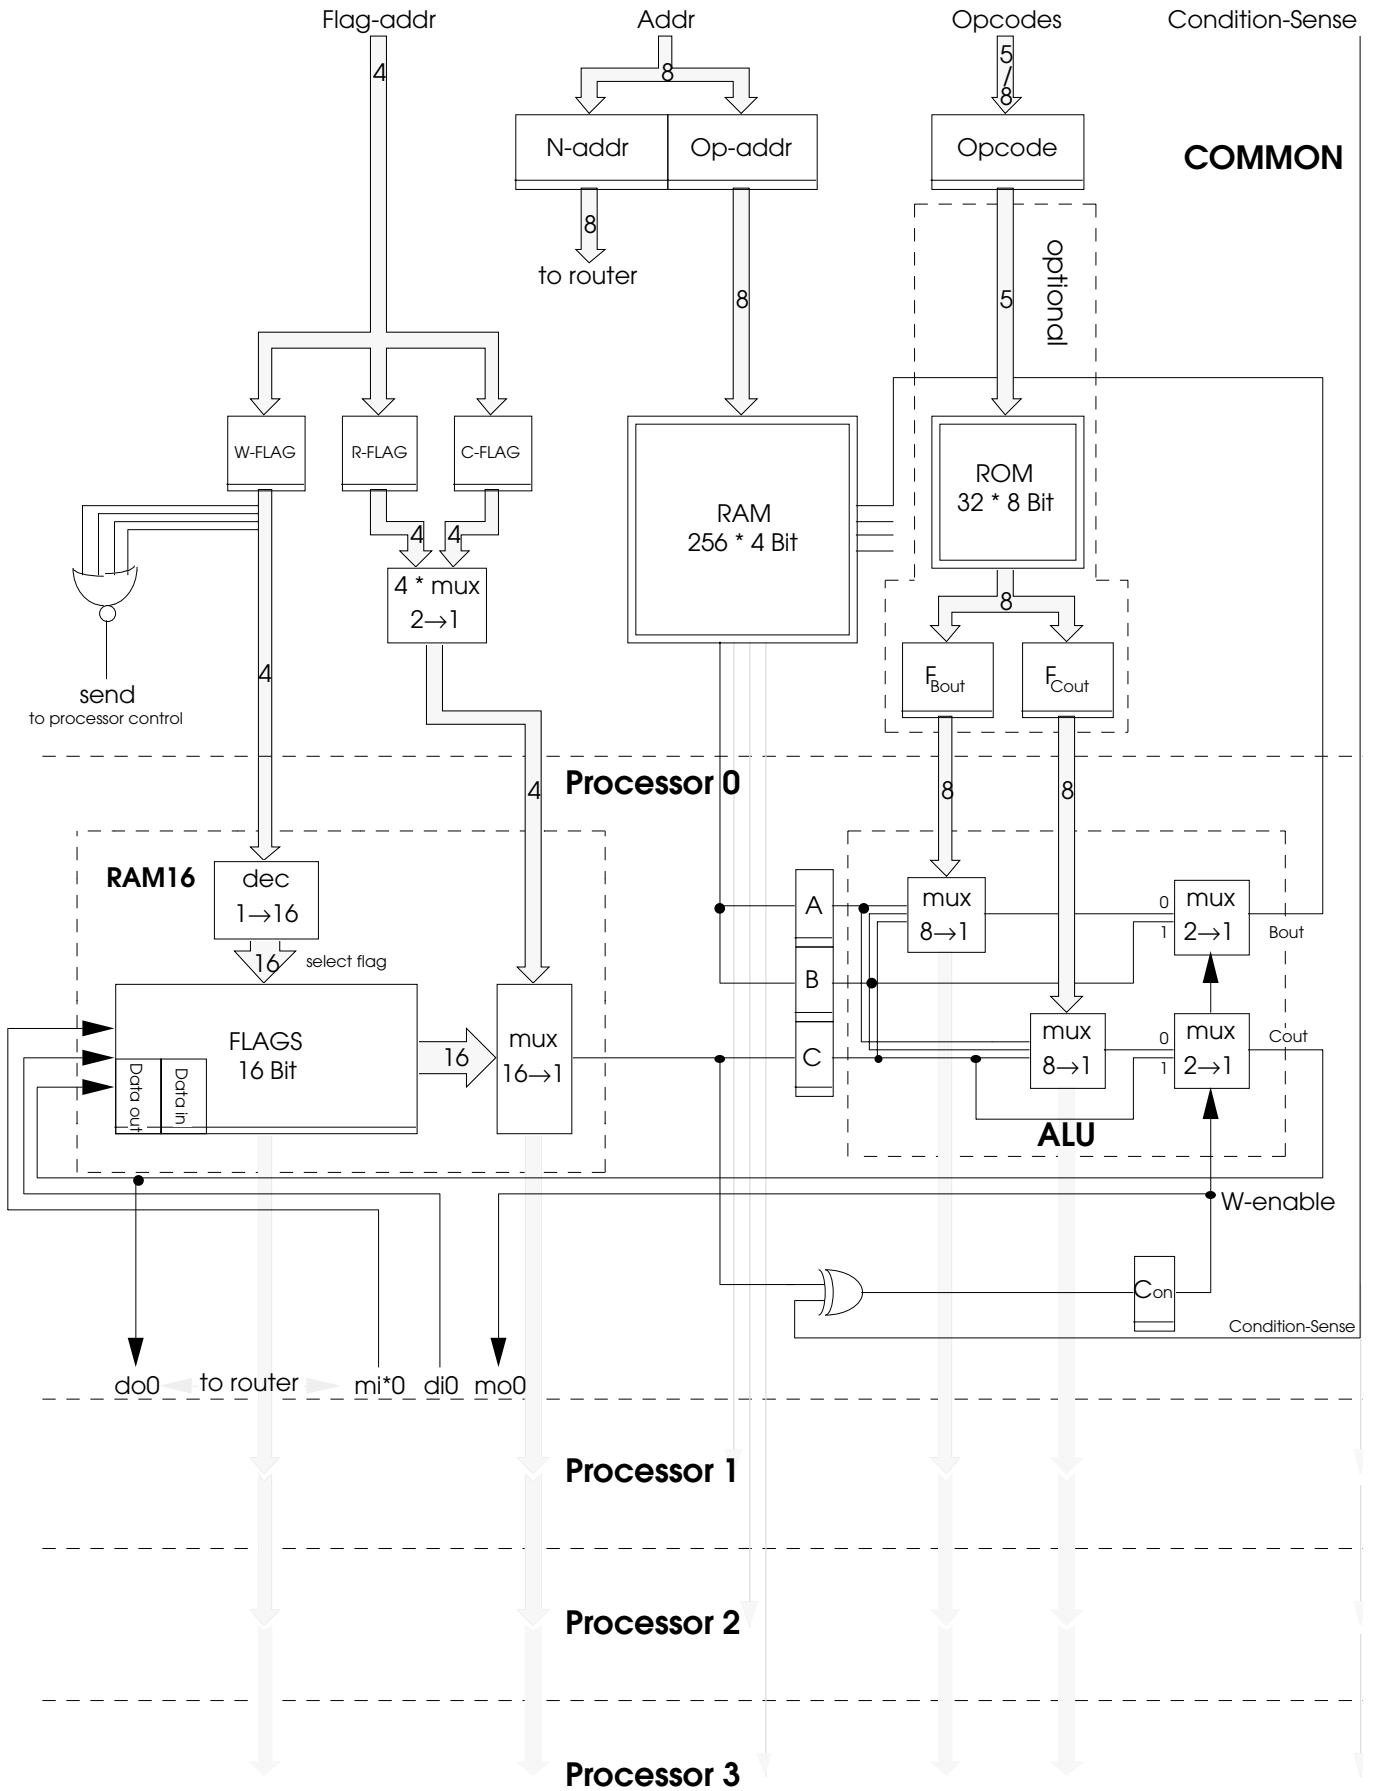 Flag-addr
Addr
Opcodes
Condition-Sense
4
8
5
/
8
N-addr
Op-addr
Opcode
COMMON
8
to router
8
5
optional
W-FLAG
R-FLAG
C-FLAG
4
4
RAM
256 * 4 Bit
ROM
32 * 8 Bit
4 * mux
2→1
8
4
send
to processor control
FBout
FCout
Processor 0
4
8
8
RAM16
dec
1→16
16
select flag
A
B
C
mux
8→1
0
1
mux
2→1
Bout
FLAGS
16 Bit
Data out
Data in
16
mux
16→1
mux
8→1
0
1
mux
2→1
Cout
ALU
W-enable
Con
Condition-Sense
do0
to router
mi*0
di0
mo0
Processor 1
Processor 2
Processor 3